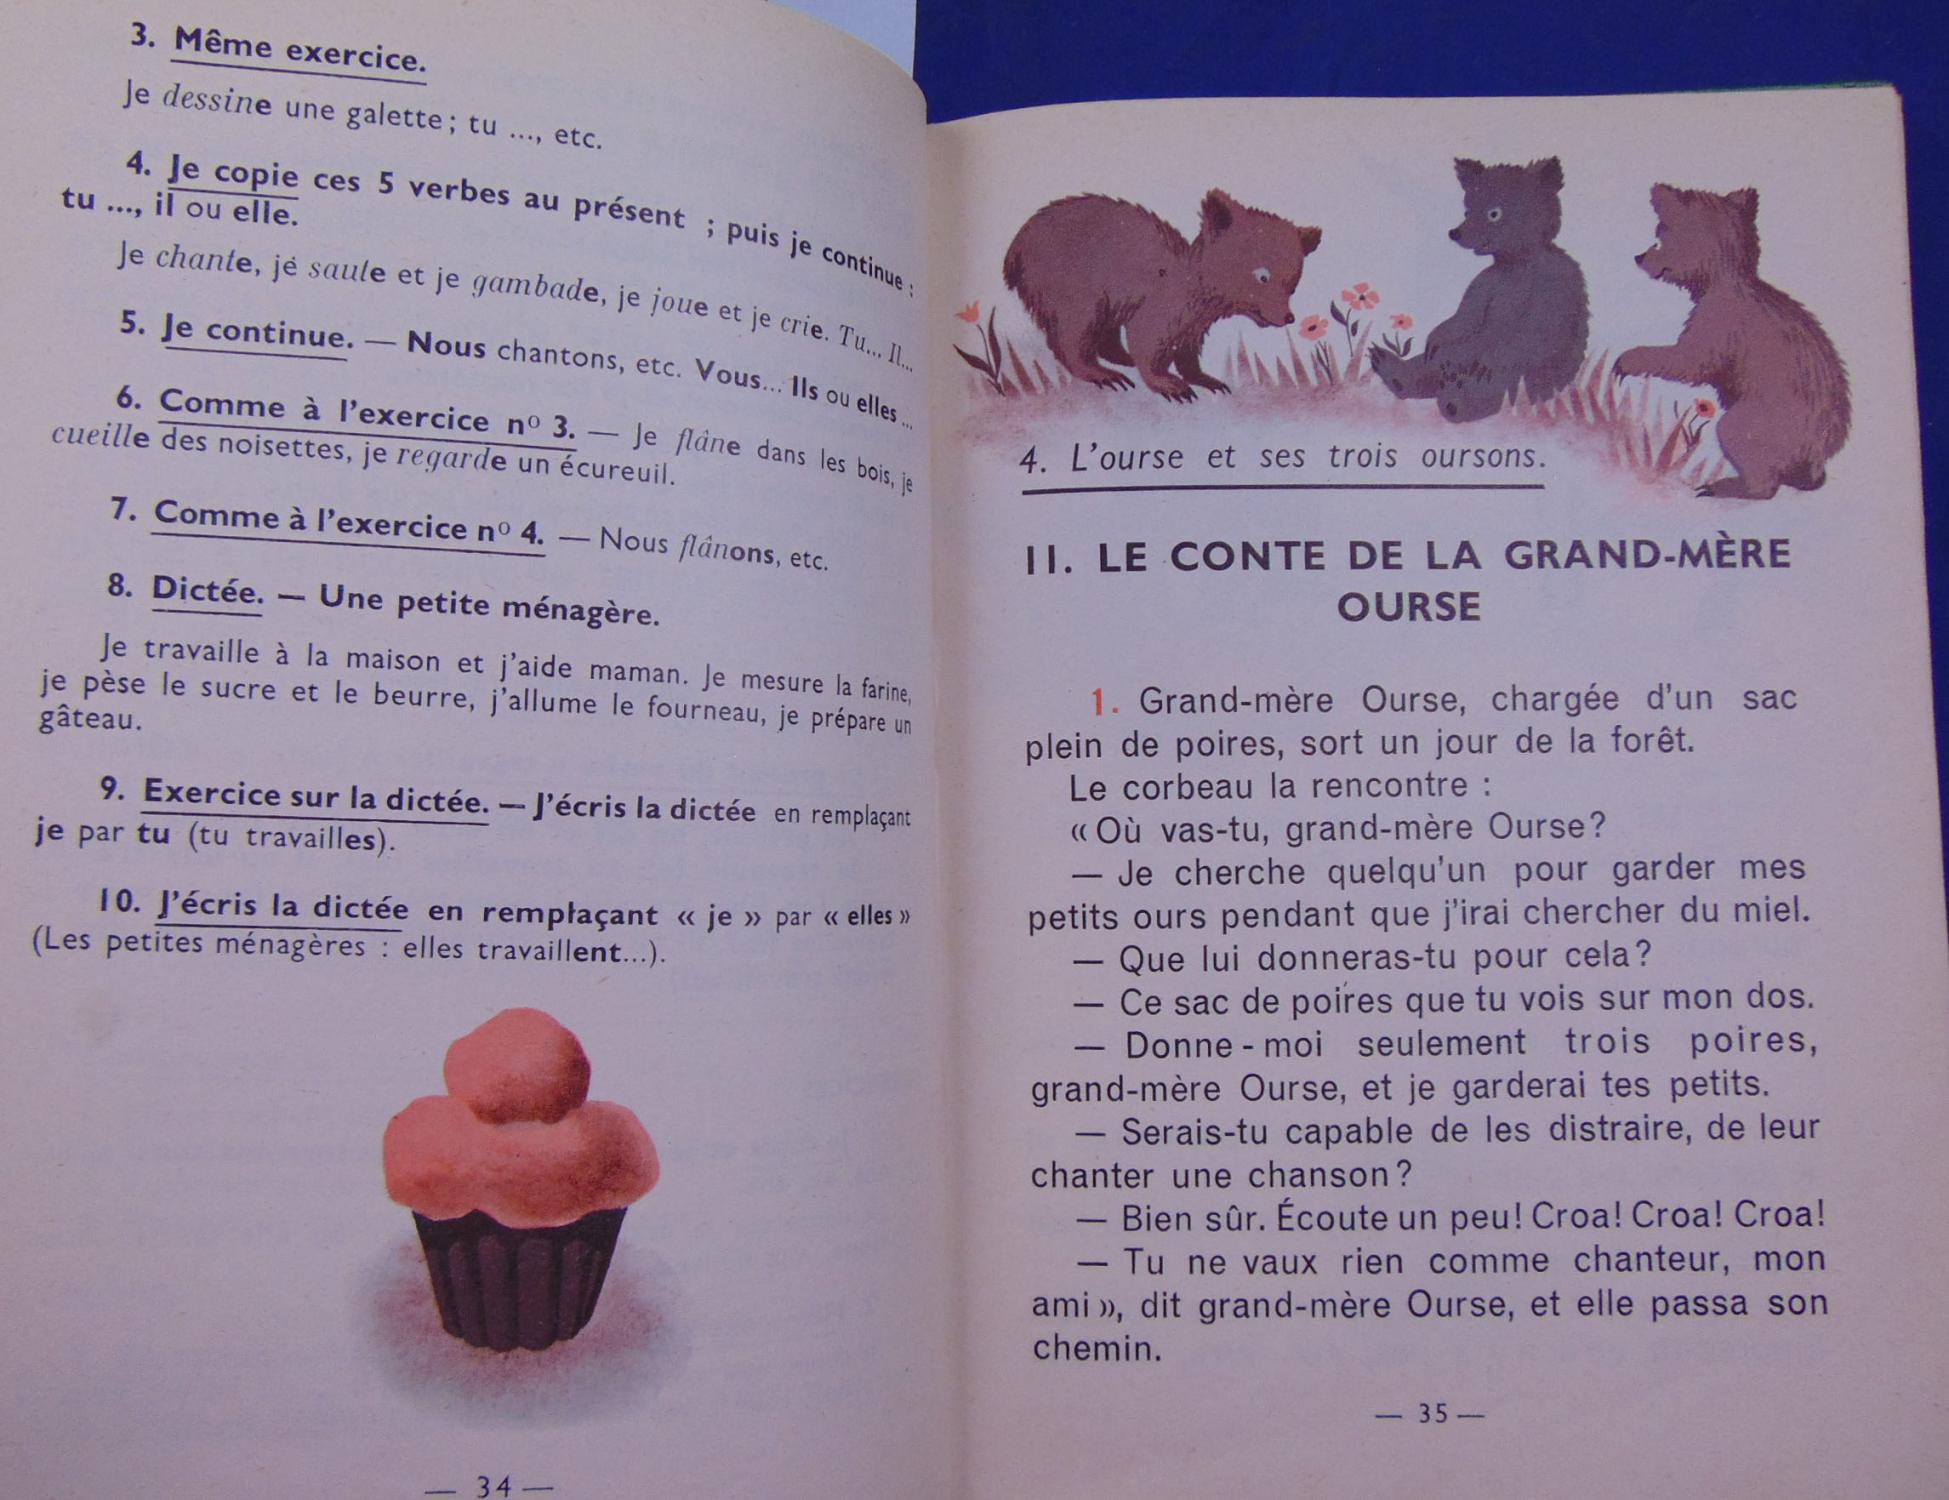 3. Même exercice.
Je dessine une galette; tu ..., etc.
4. Je copie ces 5 verbes au présent ; puis je continue :
tu ..., il ou elle.
Je chante, je saute et je gambade, je joue et je crie. Tu... Il...
5. Je continue. — Nous chantons, etc. Vous... Ils ou elles ...
6. Comme à l'exercice nº 3. — Je flâne dans les bois, je
cueille des noisettes, je regarde un écureuil.
7. Comme à l'exercice nº 4. — Nous flânons, etc.
8. Dictée. — Une petite ménagère.
Je travaille à la maison et j'aide maman. Je mesure la farine,
je pèse le sucre et le beurre, j'allume le fourneau, je prépare un
gâteau.
9. Exercice sur la dictée. — J'écris la dictée en remplaçant
je par tu (tu travailles).
10. J'écris la dictée en remplaçant « je » par « elles »
(Les petites ménagères : elles travaillent...).
— 34 —
4. L'ourse et ses trois oursons.
11. LE CONTE DE LA GRAND-MÈRE
OURSE
1. Grand-mère Ourse, chargée d'un sac
plein de poires, sort un jour de la forêt.
Le corbeau la rencontre :
« Où vas-tu, grand-mère Ourse?
— Je cherche quelqu'un pour garder mes
petits ours pendant que j'irai chercher du miel.
— Que lui donneras-tu pour cela?
— Ce sac de poires que tu vois sur mon dos.
— Donne-moi seulement trois poires,
grand-mère Ourse, et je garderai tes petits.
— Serais-tu capable de les distraire, de leur
chanter une chanson?
— Bien sûr. Écoute un peu! Croa! Croa! Croa!
— Tu ne vaux rien comme chanteur, mon
ami », dit grand-mère Ourse, et elle passa son
chemin.
— 35 —